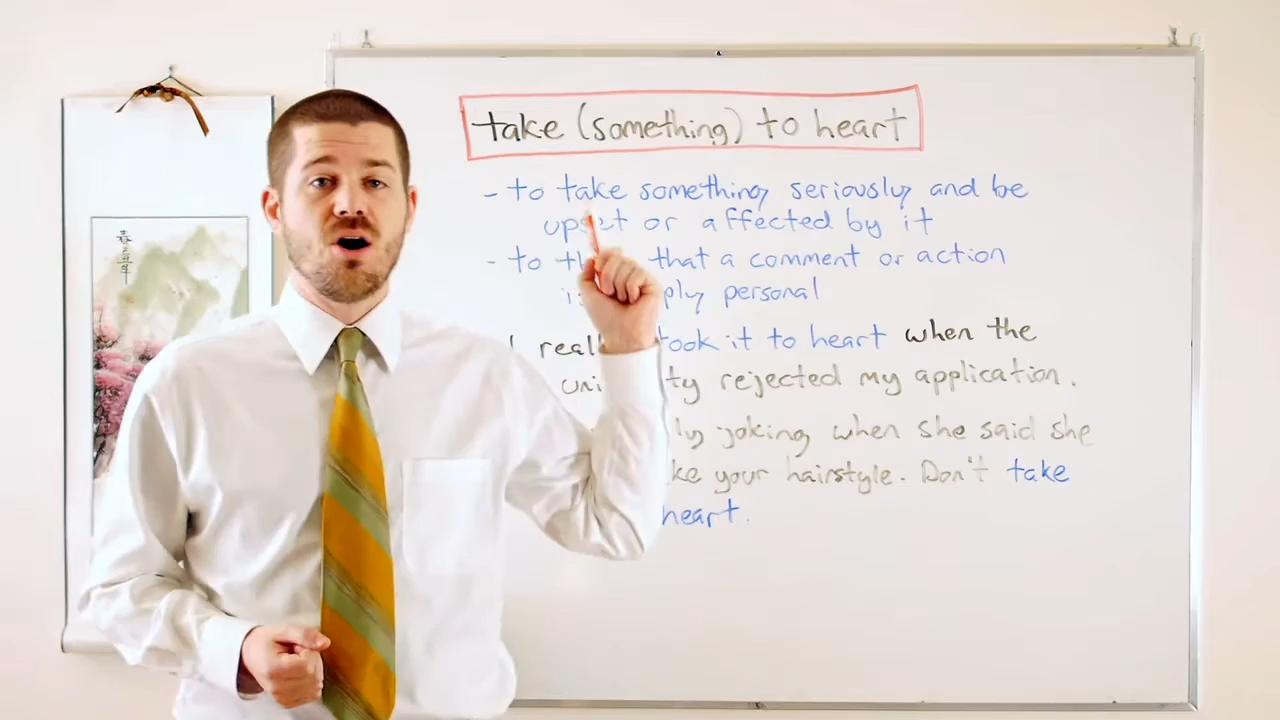 take (something) to heart
- to take something seriously and be
upset or affected by it
- to that a comment or action
personal
took it to heart when the
rejected my application.
joking when she said she
your hairstyle. Don't take
heart.